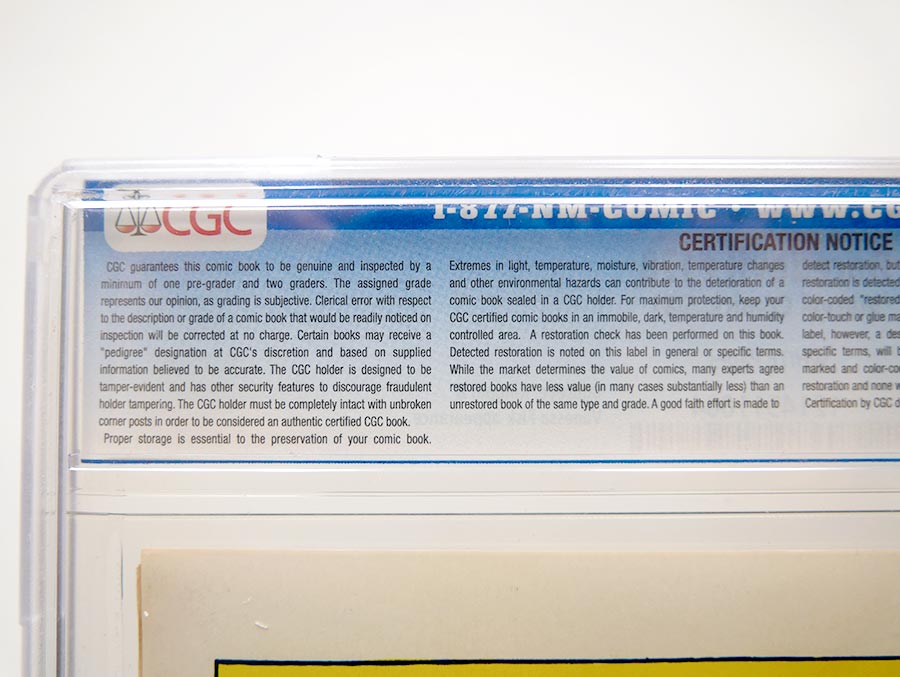 CGC
1-877-NM-COMIC • WWW.CG
CERTIFICATION NOTICE
CGC guarantees this comic book to be genuine and inspected by a
minimum of one pre-grader and two graders. The assigned grade
represents our opinion, as grading is subjective. Clerical error with respect
to the description or grade of a comic book that would be readily noticed on
inspection will be corrected at no charge. Certain books may receive a
"pedigree" designation at CGC's discretion and based on supplied
information believed to be accurate. The CGC holder is designed to be
tamper-evident and has other security features to discourage fraudulent
holder tampering. The CGC holder must be completely intact with unbroken
corner posts in order to be considered an authentic certified CGC book.
Proper storage is essential to the preservation of your comic book.
Extremes in light, temperature, moisture, vibration, temperature changes
and other environmental hazards can contribute to the deterioration of a
comic book sealed in a CGC holder. For maximum protection, keep your
CGC certified comic books in an immobile, dark, temperature and humidity
controlled area. A restoration check has been performed on this book.
Detected restoration is noted on this label in general or specific terms.
While the market determines the value of comics, many experts agree
restored books have less value (in many cases substantially less) than an
unrestored book of the same type and grade. A good faith effort is made to
detect restoration, but
restoration is detected
color-coded "restored
color-touch or glue ma
label, however, a des
specific terms, will b
marked and color-co
restoration and none w
Certification by CGC d